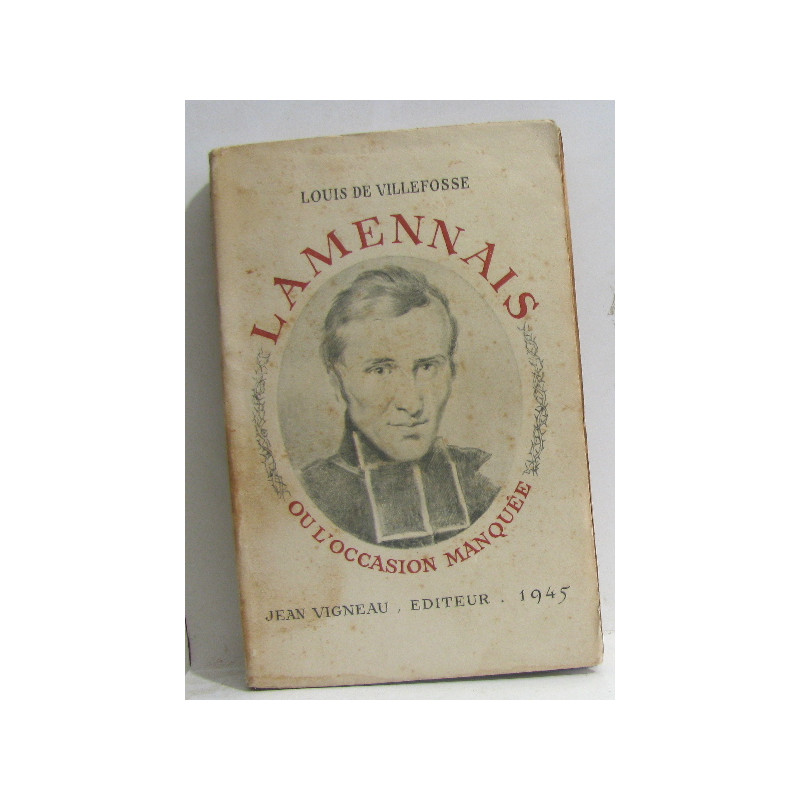 LOUIS DE VILLEFOSSE
LAMENNAIS
OU L'OCCASION MANQUÉE
JEAN VIGNEAU . EDITEUR . 1945